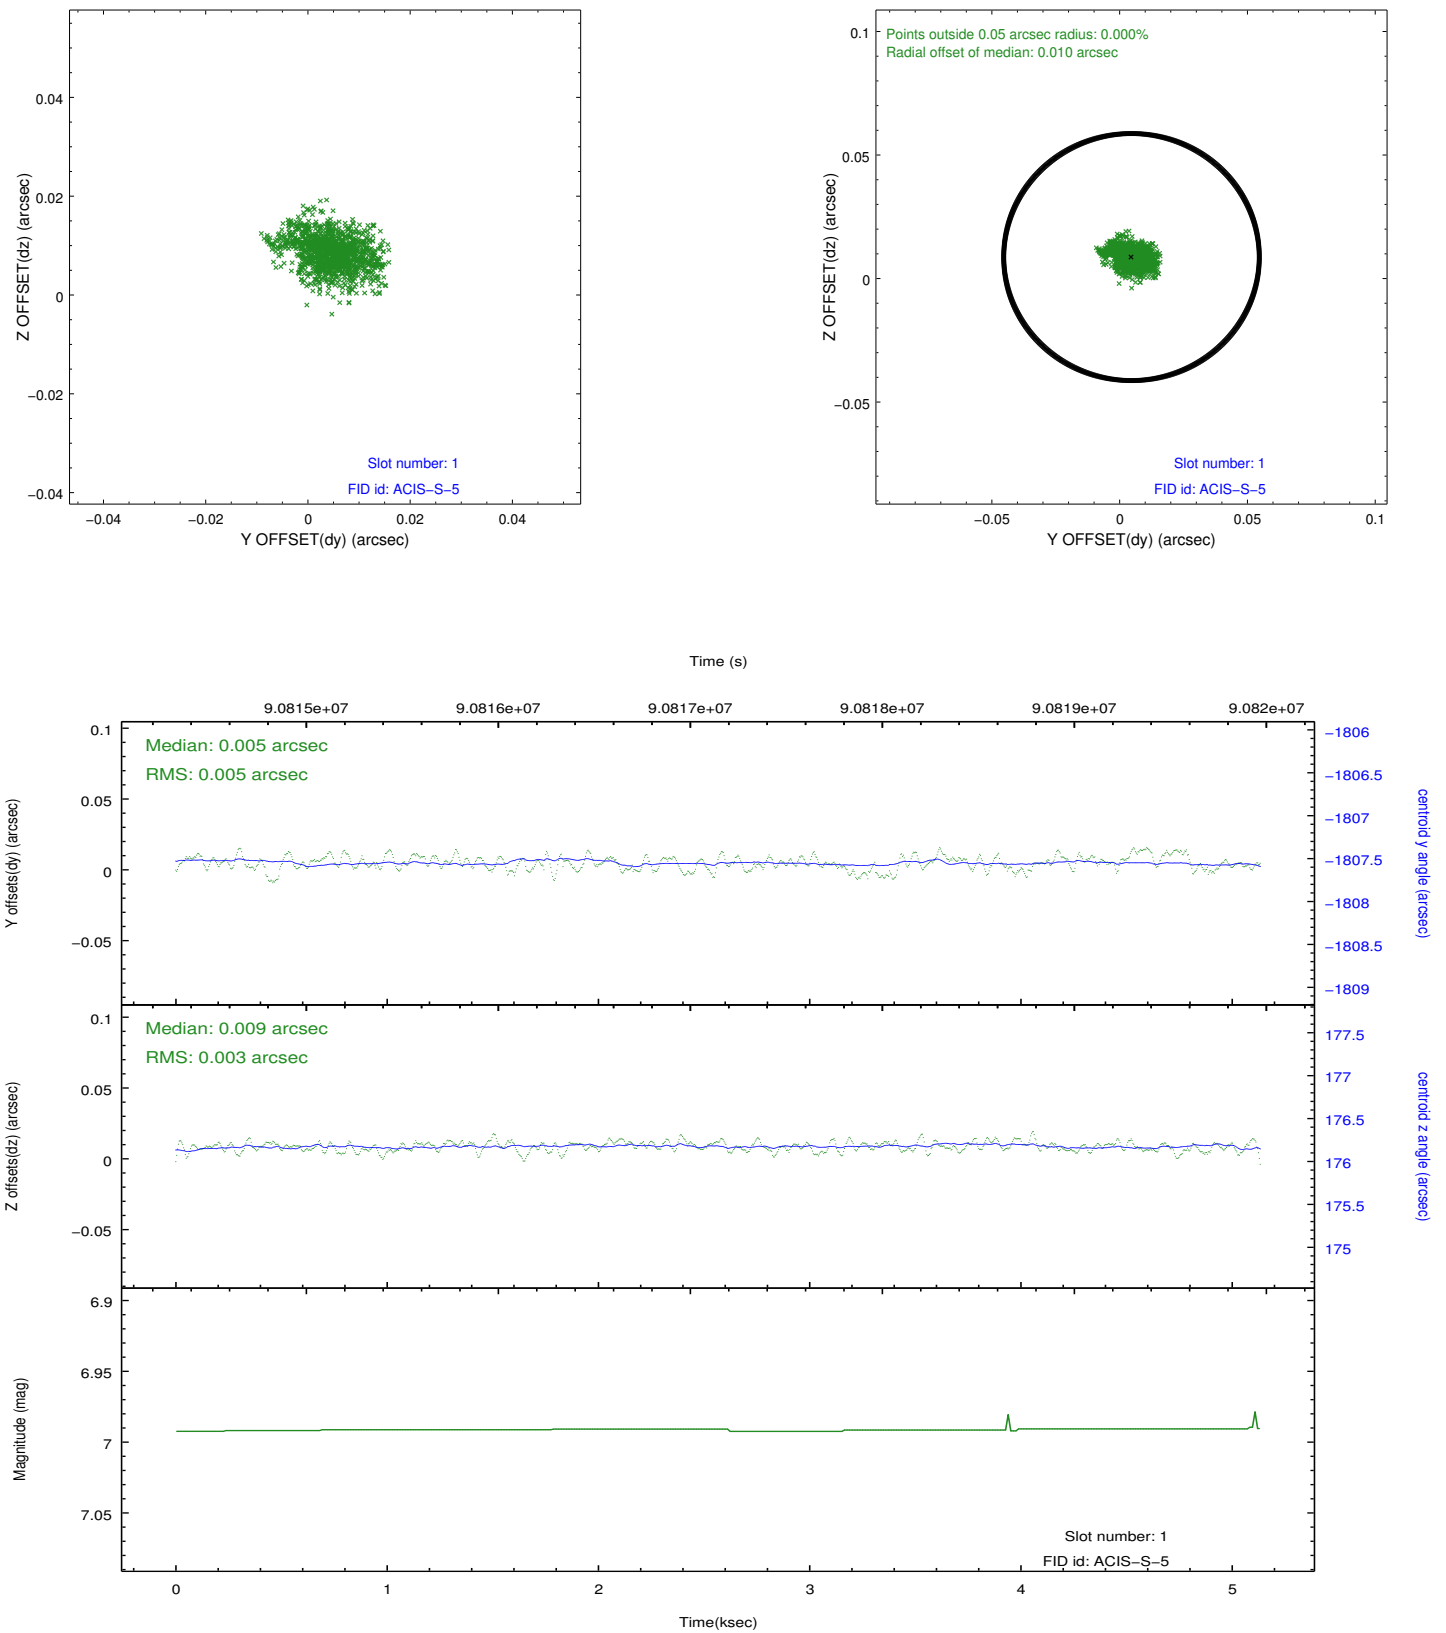 0.04
0.02
0
−0.02
−0.04
Z OFFSET(dz) (arcsec)
Slot number: 1
FID id: ACIS−S−5
−0.04
−0.02
0
0.02
0.04
Y OFFSET(dy) (arcsec)
Points outside 0.05 arcsec radius: 0.000%
Radial offset of median: 0.010 arcsec
0.1
0.05
0
−0.05
Z OFFSET(dz) (arcsec)
Slot number: 1
FID id: ACIS−S−5
−0.05
0
0.05
0.1
Y OFFSET(dy) (arcsec)
Time (s)
9.0815e+07
9.0816e+07
9.0817e+07
9.0818e+07
9.0819e+07
9.082e+07
Median: 0.005 arcsec
RMS: 0.005 arcsec
0.1
0.05
0
−0.05
Y offsets(dy) (arcsec)
−1806
−1806.5
−1807
−1807.5
−1808
−1808.5
−1809
centroid y angle (arcsec)
Median: 0.009 arcsec
RMS: 0.003 arcsec
0.1
0.05
0
−0.05
Z offsets(dz) (arcsec)
177.5
177
176.5
176
175.5
175
centroid z angle (arcsec)
6.9
6.95
7
7.05
Magnitude (mag)
Slot number: 1
FID id: ACIS−S−5
0
1
2
3
4
5
Time(ksec)